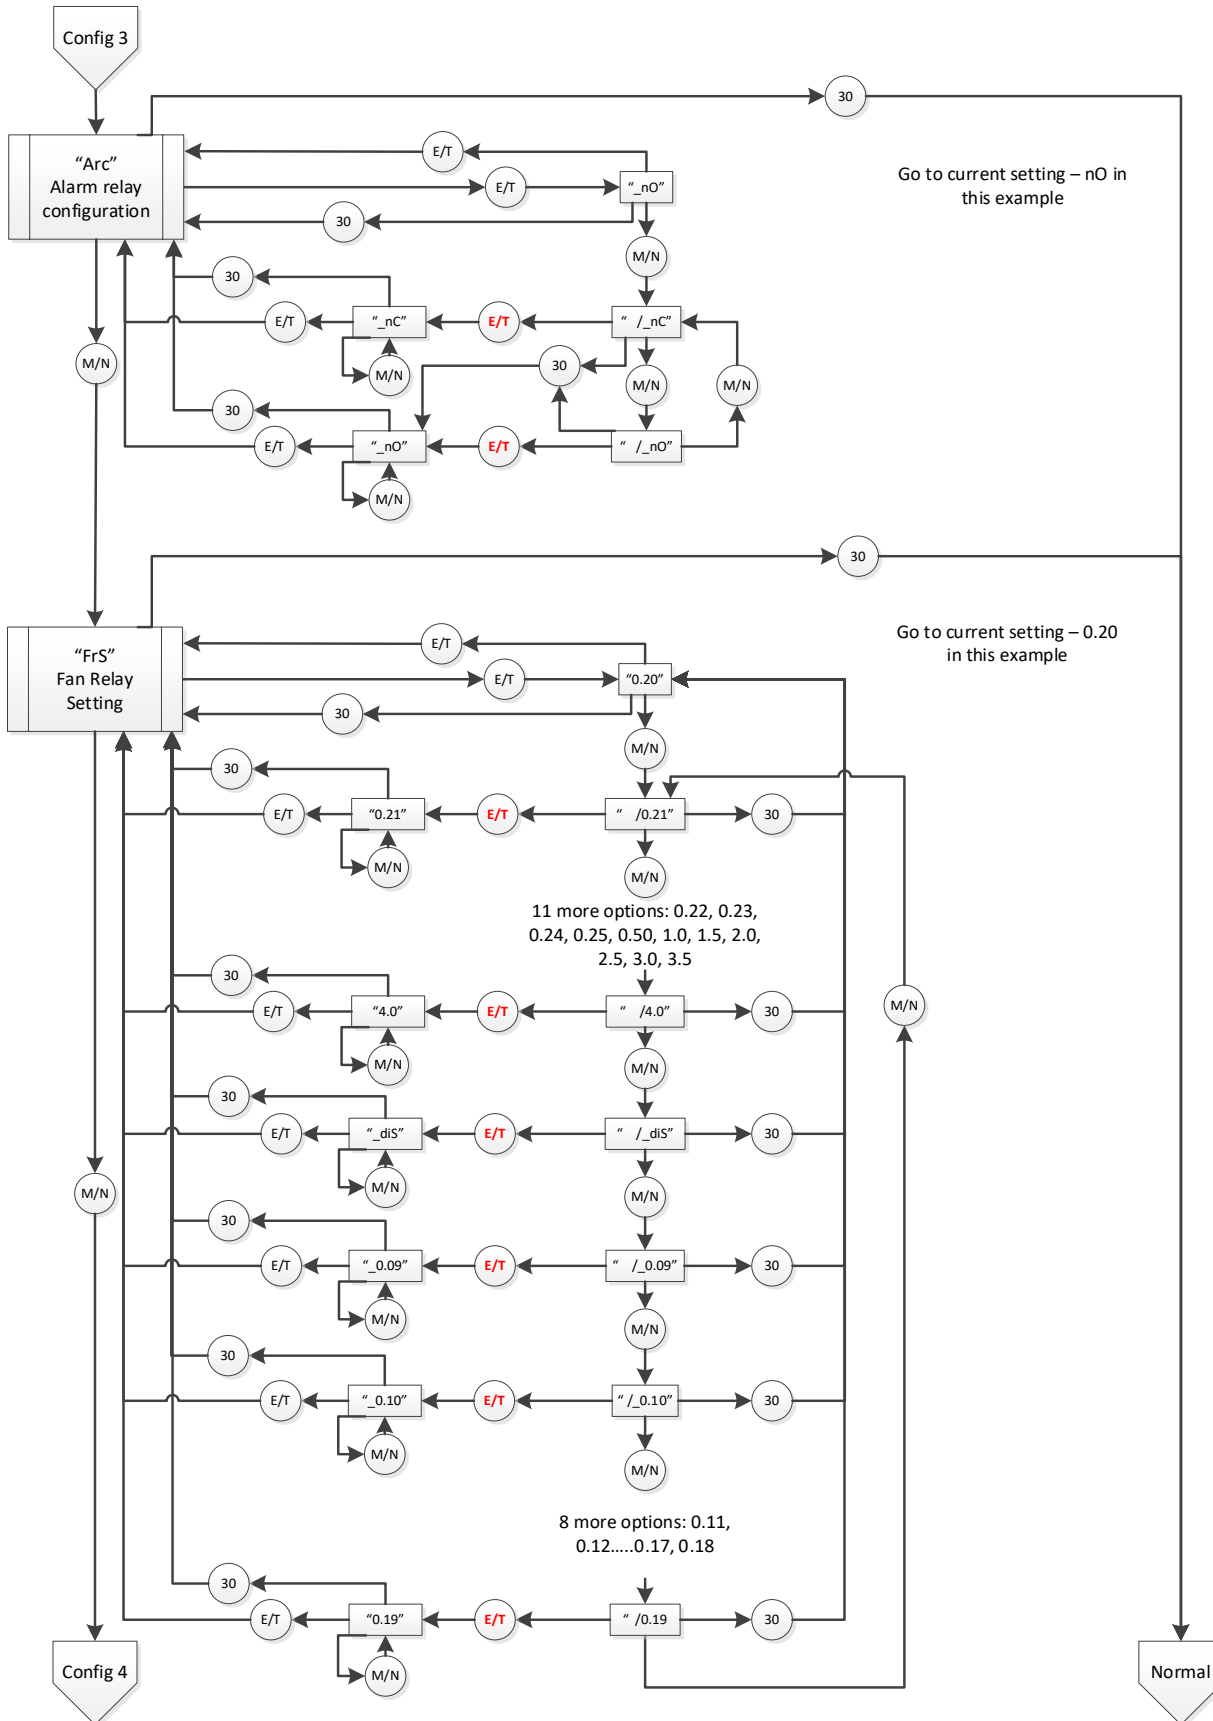 Config 3
30
“Arc”
Alarm relay
configuration
E/T
E/T
“_nO”
Go to current setting – nO in
this example
30
M/N
30
E/T
“_nC”
E/T
“ /_nC”
M/N
M/N
30
M/N
M/N
30
E/T
“_nO”
E/T
“ /_nO”
M/N
30
“FrS”
Fan Relay
Setting
E/T
E/T
“0.20”
Go to current setting – 0.20
in this example
30
M/N
30
E/T
“0.21”
E/T
“ /0.21”
30
M/N
M/N
11 more options: 0.22, 0.23,
0.24, 0.25, 0.50, 1.0, 1.5, 2.0,
2.5, 3.0, 3.5
30
E/T
“4.0”
E/T
“ /4.0”
30
M/N
M/N
M/N
30
E/T
“_diS”
E/T
“ /_diS”
30
M/N
M/N
M/N
30
E/T
“_0.09”
E/T
“ /_0.09”
30
M/N
M/N
30
E/T
“_0.10”
E/T
“ /_0.10”
30
M/N
M/N
8 more options: 0.11,
0.12.....0.17, 0.18
30
E/T
“0.19”
E/T
“ /0.19
30
M/N
Config 4
Normal